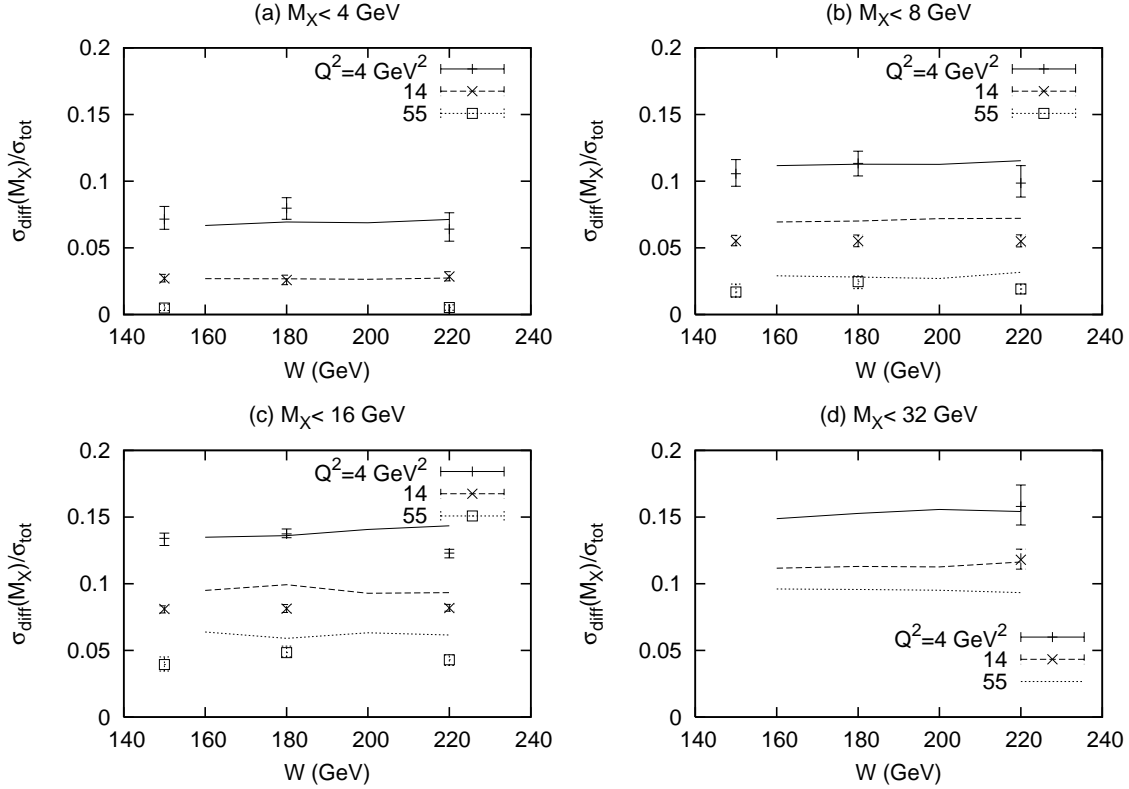 (a) M_X< 4 GeV
σ_diff(M_X)/σ_tot
0.2
0.15
0.1
0.05
0
140 160 180 200 220 240
W (GeV)
Q^2=4 GeV^2
14
55
(b) M_X< 8 GeV
σ_diff(M_X)/σ_tot
0.2
0.15
0.1
0.05
0
140 160 180 200 220 240
W (GeV)
Q^2=4 GeV^2
14
55
(c) M_X< 16 GeV
σ_diff(M_X)/σ_tot
0.2
0.15
0.1
0.05
0
140 160 180 200 220 240
W (GeV)
Q^2=4 GeV^2
14
55
(d) M_X< 32 GeV
σ_diff(M_X)/σ_tot
0.2
0.15
0.1
0.05
0
140 160 180 200 220 240
W (GeV)
Q^2=4 GeV^2
14
55